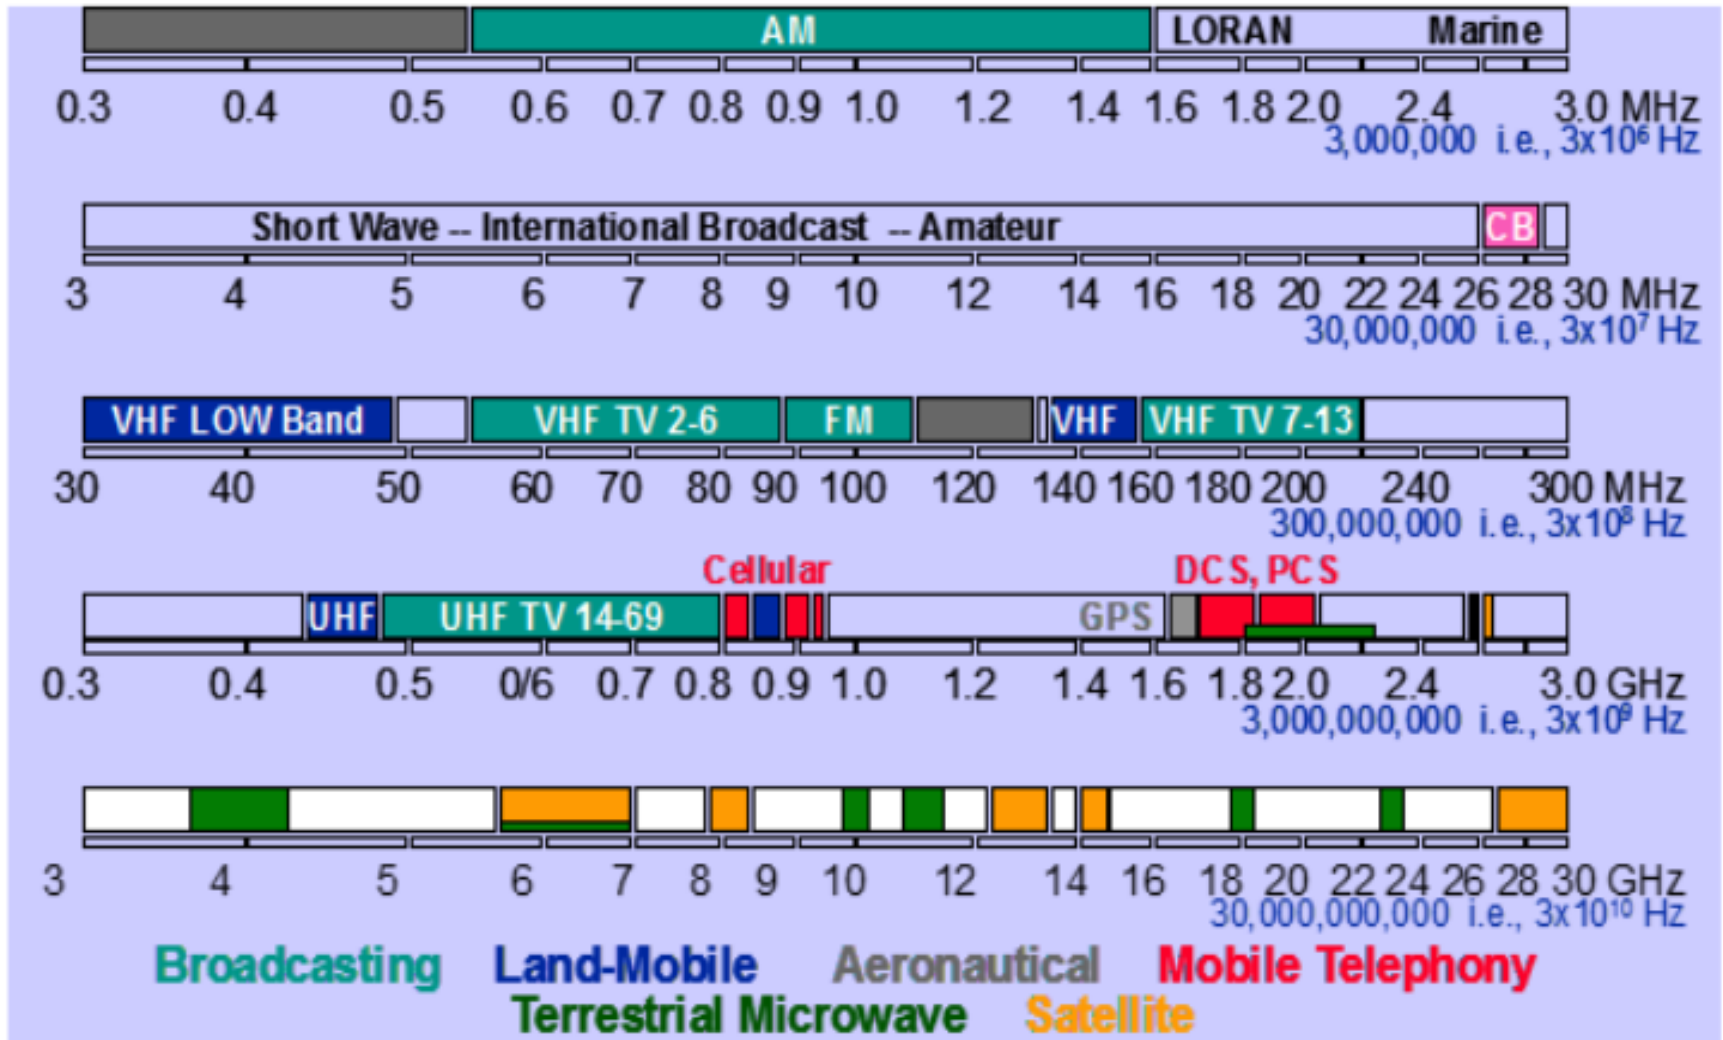 AM LORAN Marine
0.3 0.4 0.5 0.6 0.7 0.8 0.9 1.0 1.2 1.4 1.6 1.8 2.0 2.4 3.0 MHz
3,000,000 i.e., 3x10⁶ Hz
Short Wave -- International Broadcast -- Amateur CB
3 4 5 6 7 8 9 10 12 14 16 18 20 22 24 26 28 30 MHz
30,000,000 i.e., 3x10⁷ Hz
VHF LOW Band VHF TV 2-6 FM VHF VHF TV 7-13
30 40 50 60 70 80 90 100 120 140 160 180 200 240 300 MHz
300,000,000 i.e., 3x10⁸ Hz
Cellular DCS, PCS
UHF UHF TV 14-69 GPS
0.3 0.4 0.5 0/6 0.7 0.8 0.9 1.0 1.2 1.4 1.6 1.8 2.0 2.4 3.0 GHz
3,000,000,000 i.e., 3x10⁹ Hz
3 4 5 6 7 8 9 10 12 14 16 18 20 22 24 26 28 30 GHz
30,000,000,000 i.e., 3x10¹⁰ Hz
Broadcasting Land-Mobile Aeronautical Mobile Telephony
Terrestrial Microwave Satellite